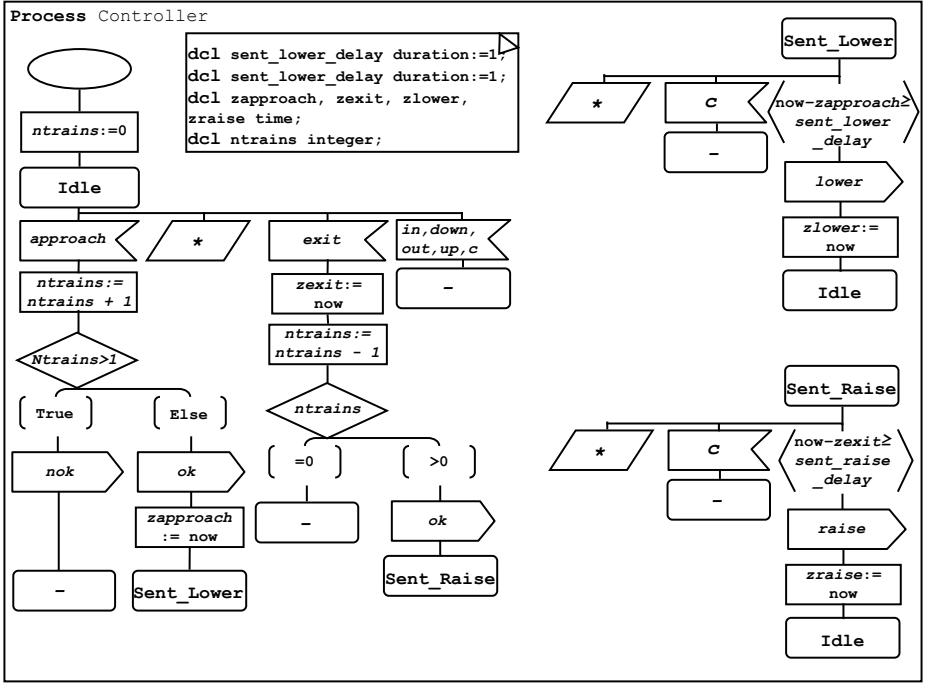 Process Controller
dcl sent_lower_delay duration:=1;
dcl sent_lower_delay duration:=1;
dcl zapproach, zexit, zlower,
zraise time;
dcl ntrains integer;
ntrains:=0
Idle
approach
*
exit
in,down,
out,up,c
ntrains:=
ntrains + 1
zexit:=
now
–
ntrains:=
ntrains - 1
Ntrains>1
ntrains
True
Else
=0
>0
nok
ok
–
ok
zapproach
:= now
–
Sent_Lower
Sent_Raise
Sent_Lower
*
c
now-zapproach≥
sent_lower
_delay
–
lower
zlower:=
now
Idle
Sent_Raise
*
c
now-zexit≥
sent_raise
_delay
–
raise
zraise:=
now
Idle